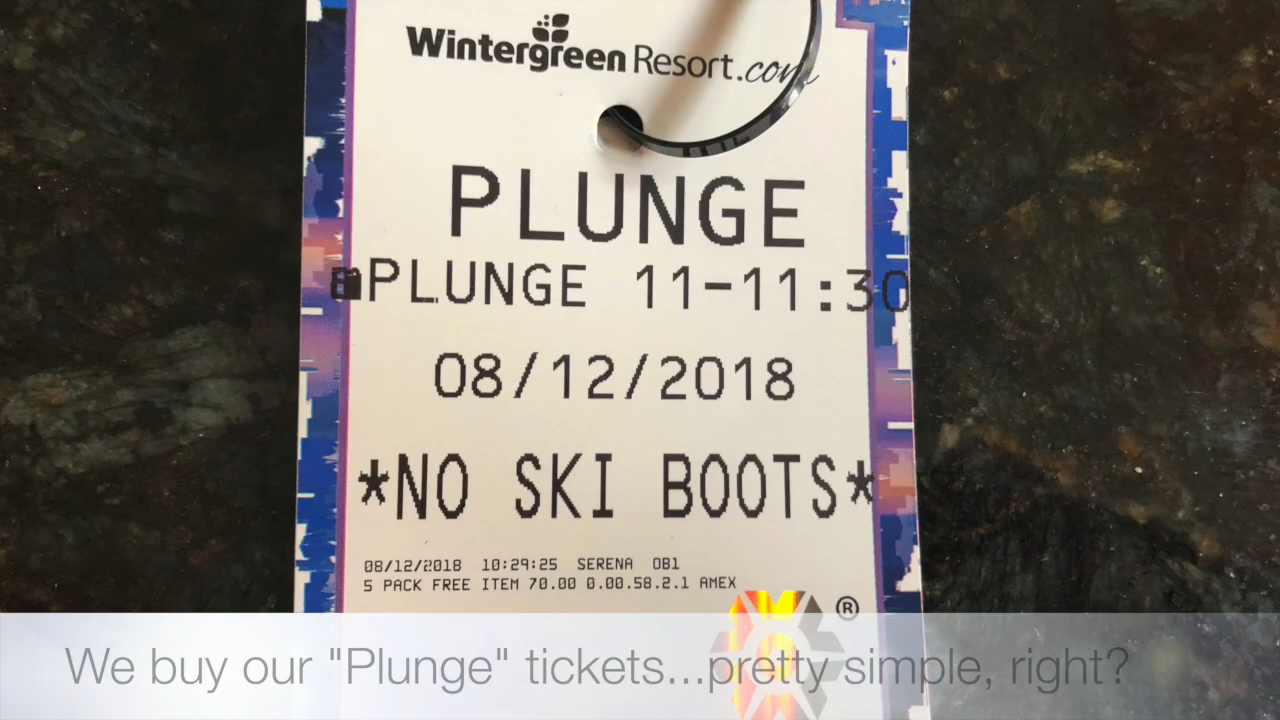 Wintergreen Resort.com
PLUNGE
PLUNGE 11-11:30
08/12/2018
*NO SKI BOOTS*
08/12/2018 10:29:25 SERENA OB1
5 PACK FREE ITEM 70.00 0.00.58.2.1 AMEX
®
We buy our "Plunge" tickets...pretty simple, right?